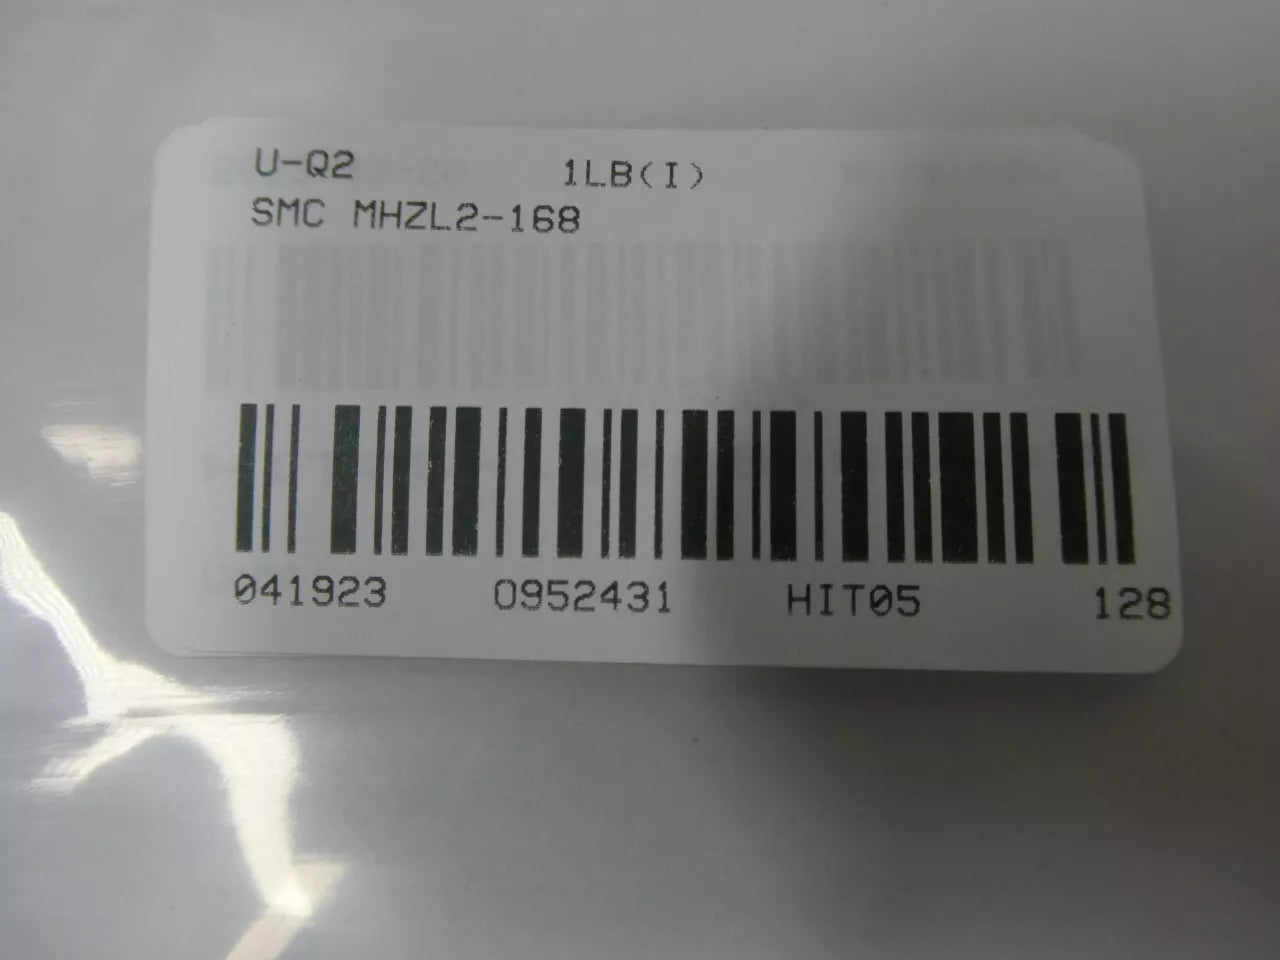 U-Q2 1LB(I)
SMC MHZL2-168
041923 0952431 HIT05 128